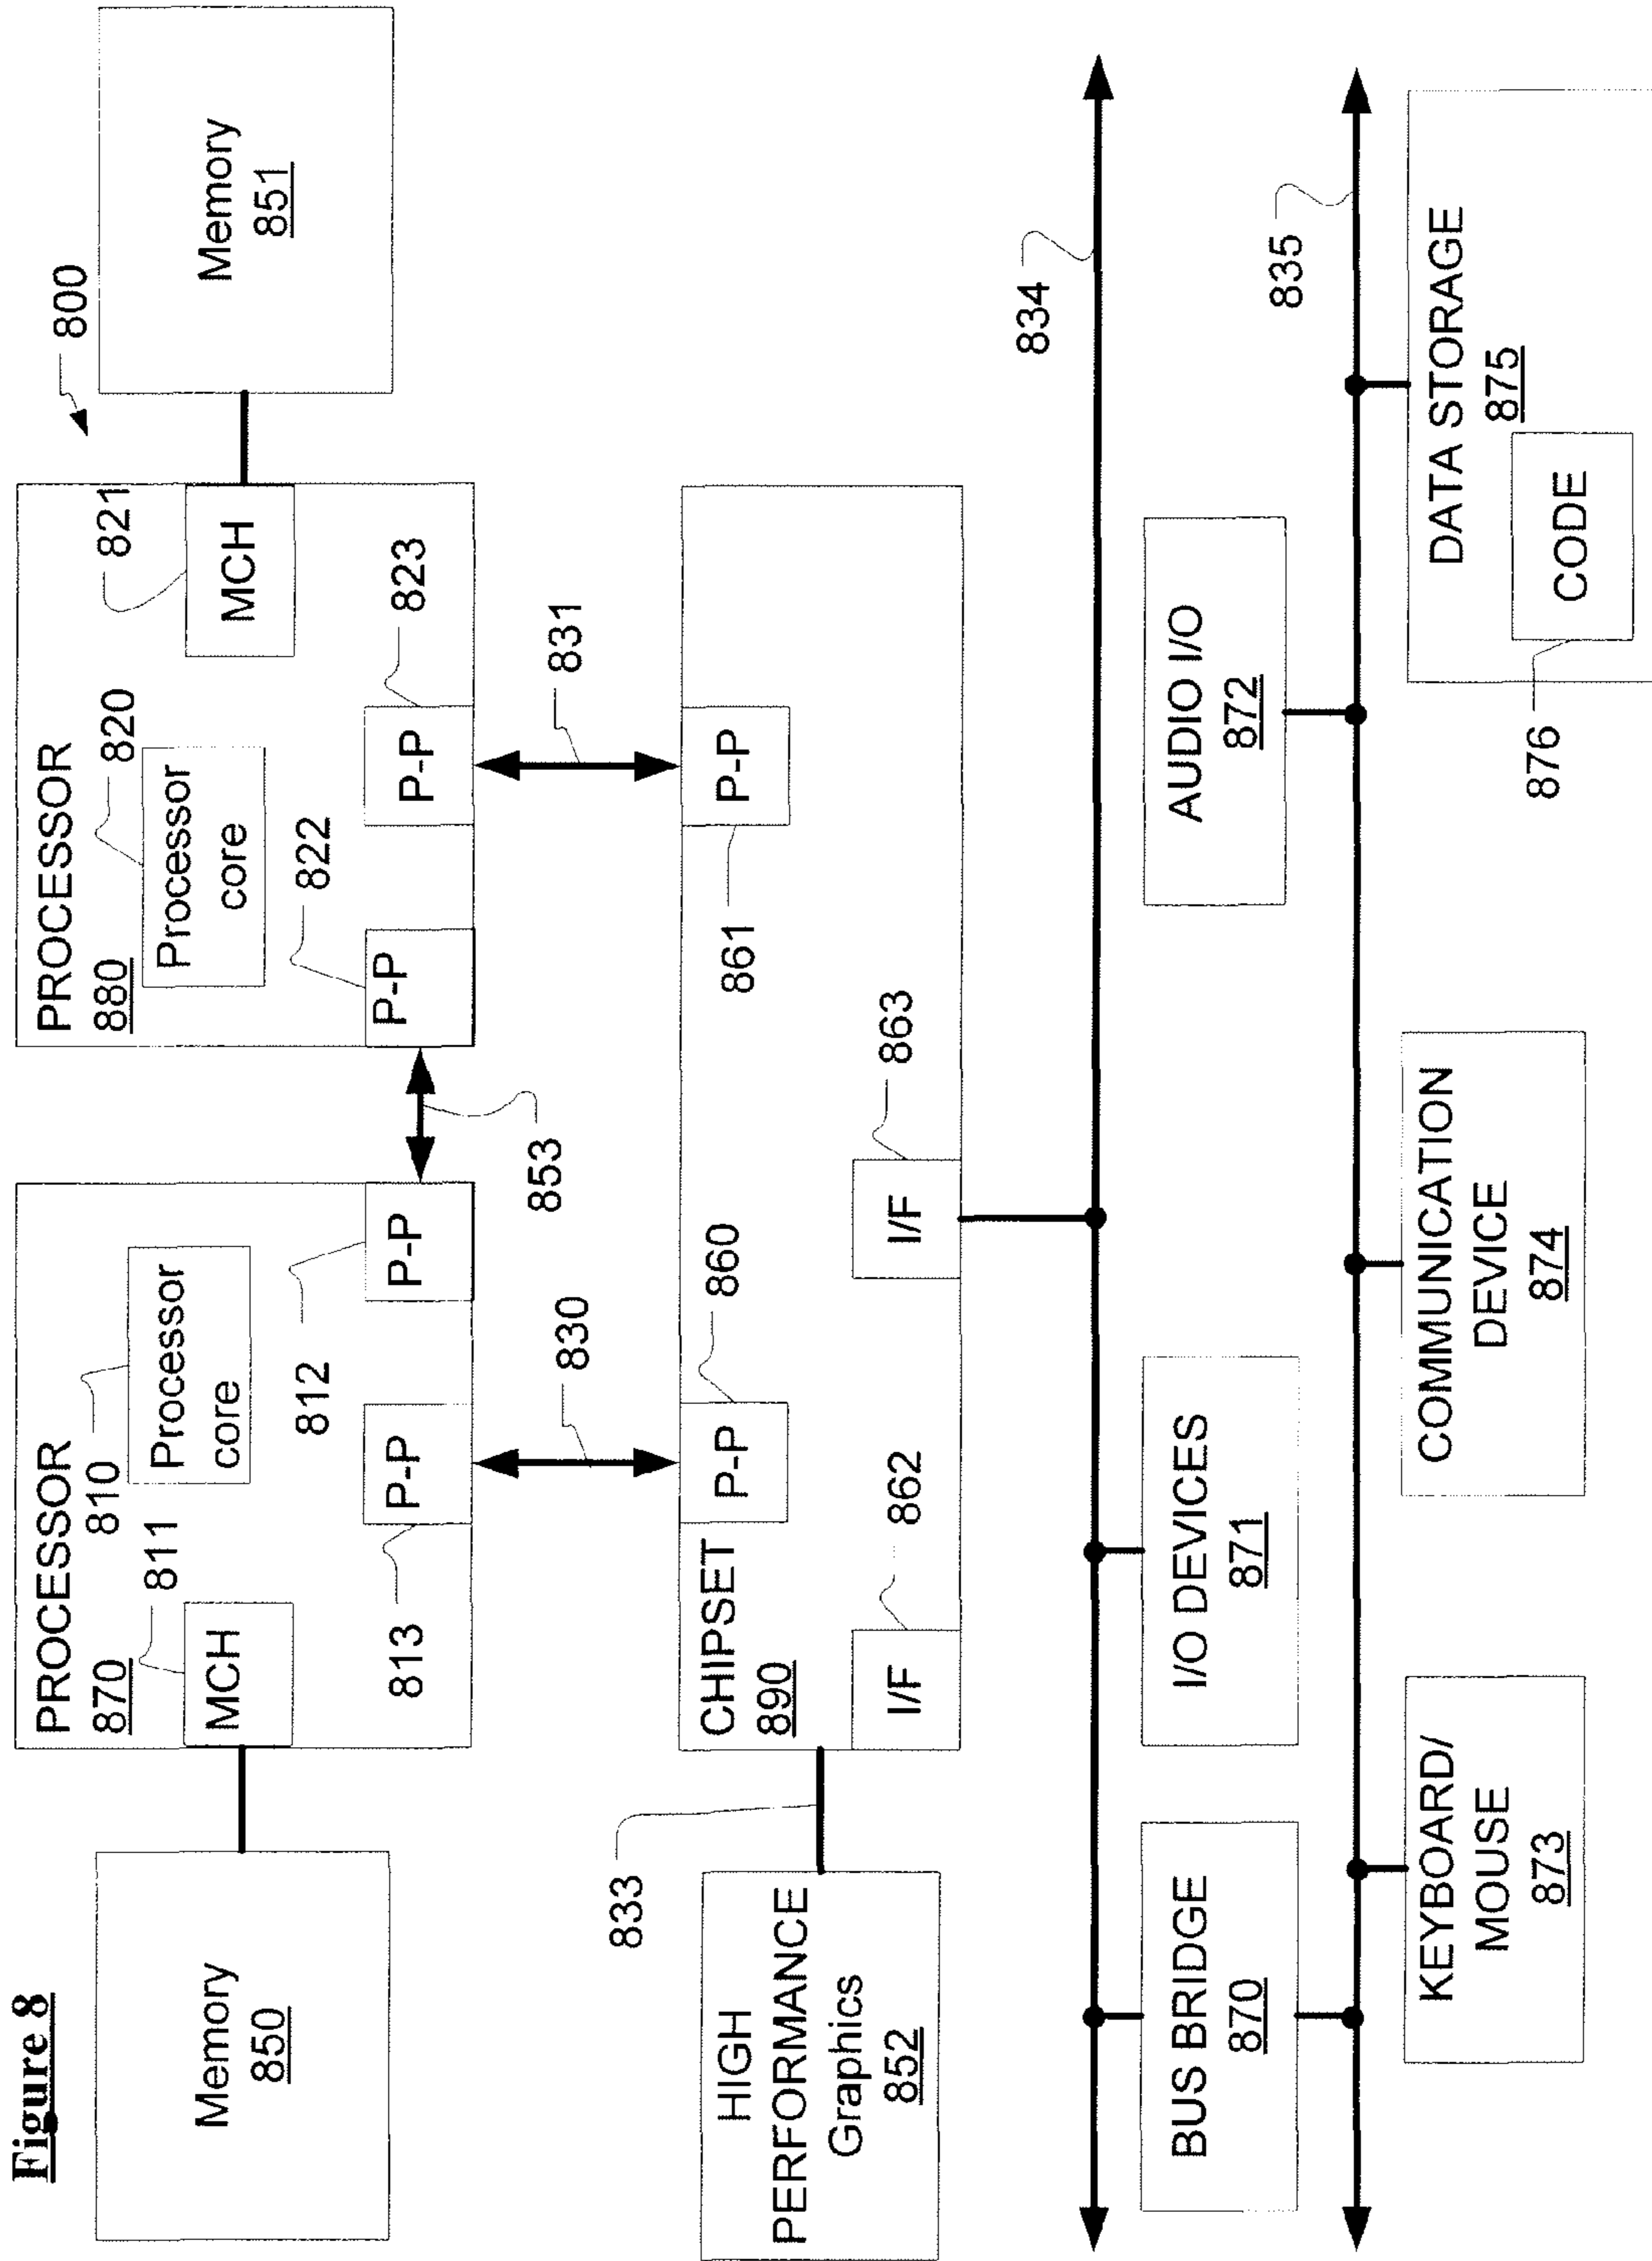 Figure 8
800
PROCESSOR
870
810
Processor
core
811
MCH
812
P-P
813
P-P
PROCESSOR
880
820
Processor
core
821
MCH
822
P-P
823
P-P
Memory
850
Memory
851
853
830
831
CHIPSET
890
860
P-P
861
P-P
862
I/F
863
I/F
833
HIGH
PERFORMANCE
Graphics
852
834
BUS BRIDGE
870
I/O DEVICES
871
AUDIO I/O
872
835
KEYBOARD/
MOUSE
873
COMMUNICATION
DEVICE
874
DATA STORAGE
875
CODE
876